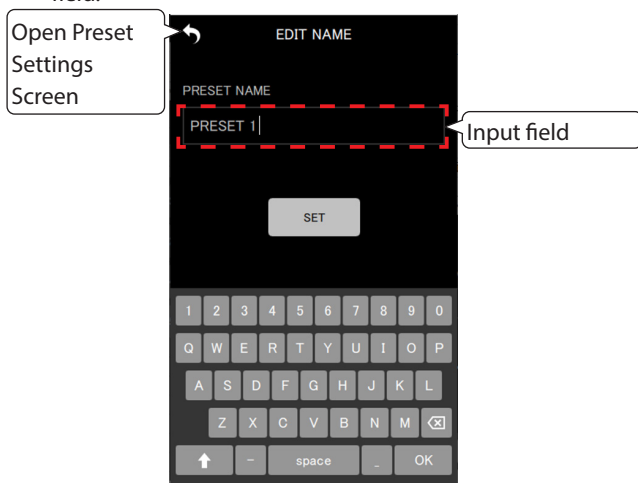 field.
Open Preset
Settings
Screen
EDIT NAME
PRESET NAME
PRESET 1
Input field
SET
1 2 3 4 5 6 7 8 9 0
Q W E R T Y U I O P
A S D F G H J K L
Z X C V B N M
– space _ OK